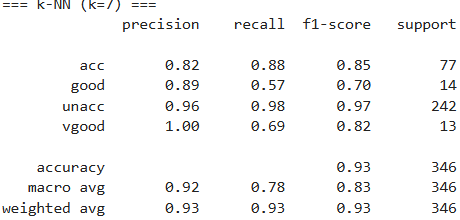 === k-NN (k=7) ===
precision recall f1-score support
acc 0.82 0.88 0.85 77
good 0.89 0.57 0.70 14
unacc 0.96 0.98 0.97 242
vgood 1.00 0.69 0.82 13
accuracy 0.93 346
macro avg 0.92 0.78 0.83 346
weighted avg 0.93 0.93 0.93 346